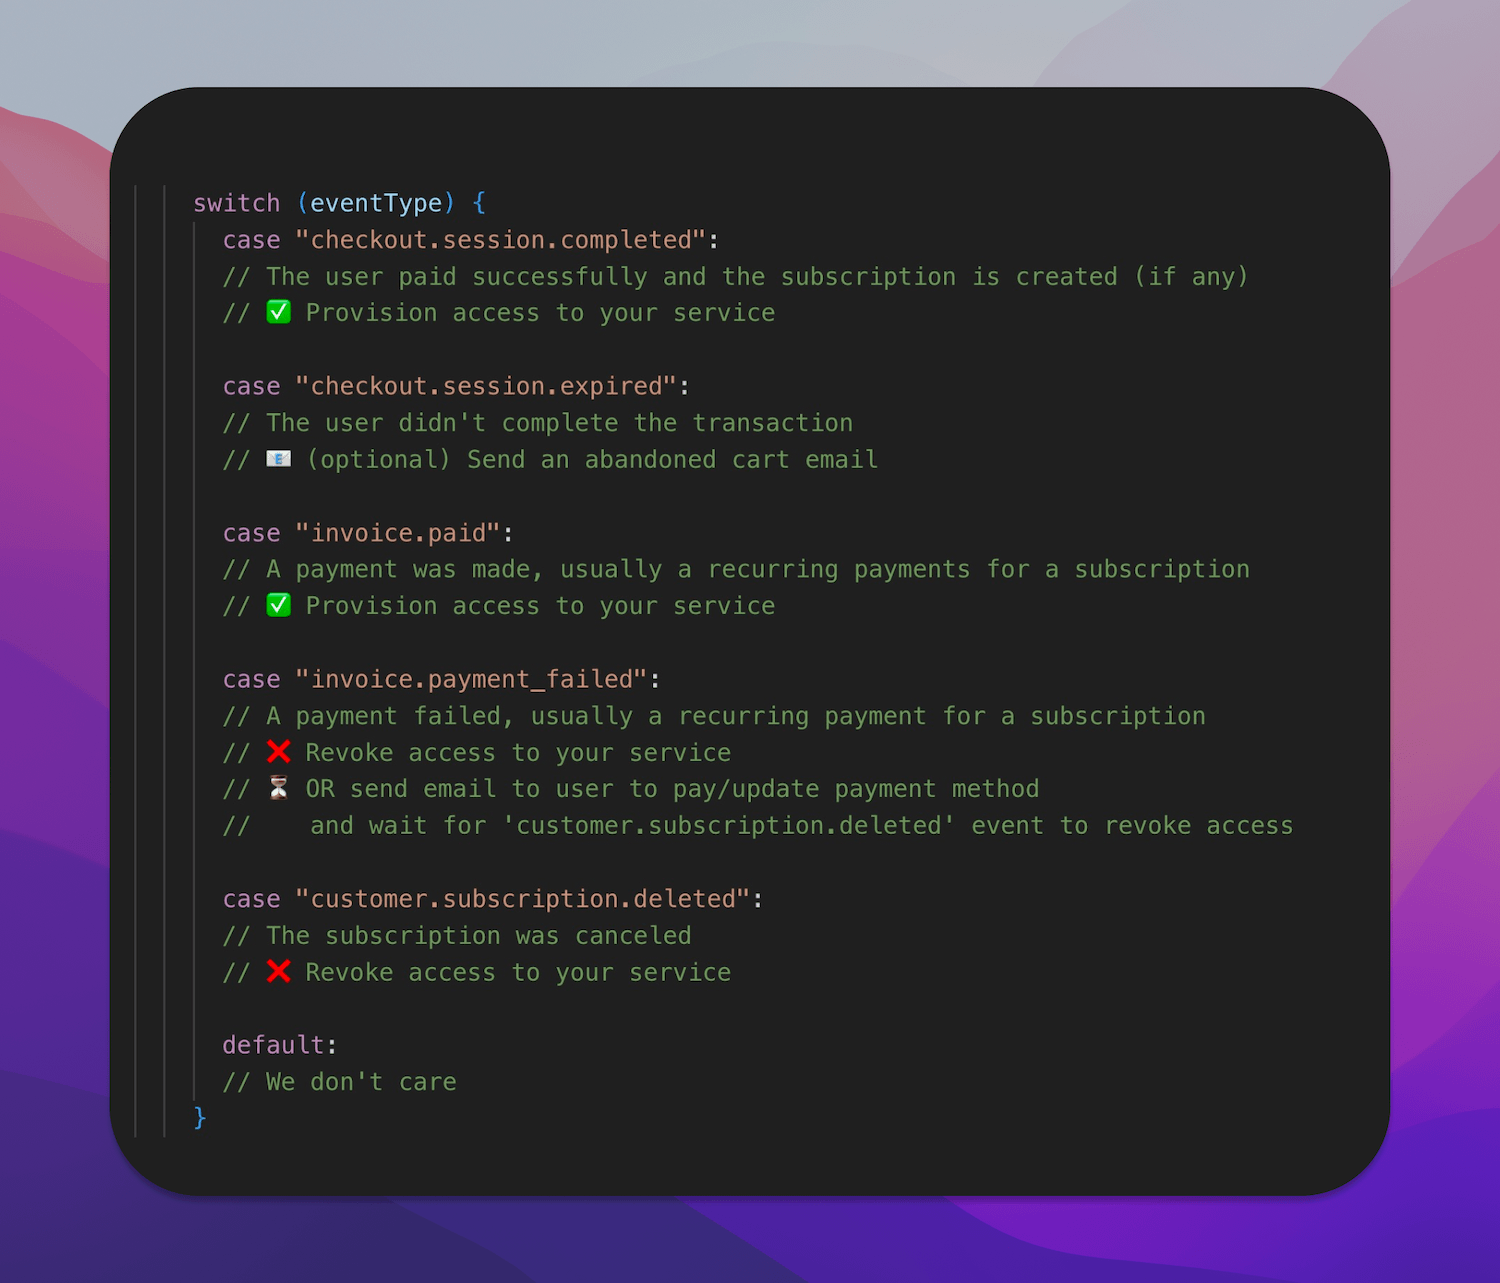 switch (eventType) {
case "checkout.session.completed":
// The user paid successfully and the subscription is created (if any)
// ✅ Provision access to your service
case "checkout.session.expired":
// The user didn't complete the transaction
// 📧 (optional) Send an abandoned cart email
case "invoice.paid":
// A payment was made, usually a recurring payments for a subscription
// ✅ Provision access to your service
case "invoice.payment_failed":
// A payment failed, usually a recurring payment for a subscription
// ❌ Revoke access to your service
// ⏳ OR send email to user to pay/update payment method
//    and wait for 'customer.subscription.deleted' event to revoke access
case "customer.subscription.deleted":
// The subscription was canceled
// ❌ Revoke access to your service
default:
// We don't care
}